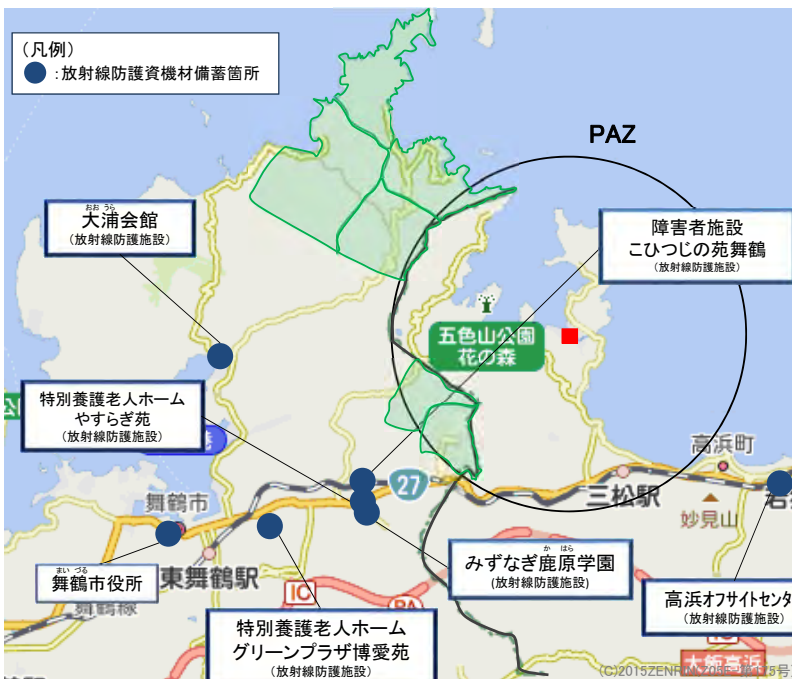 (凡例)
:放射線防護資機材備蓄箇所
PAZ
おお うら
大浦会館
(放射線防護施設)
障害者施設
こひつじの苑舞鶴
(放射線防護施設)
五色山公園
花の森
特別養護老人ホーム
やすらぎ苑
(放射線防護施設)
27
高浜町
三松駅
妙見山
舞鶴市
まい づる
舞鶴市役所
東舞鶴駅
舞鶴線
IC
PA
か はら
みずなぎ鹿原学園
(放射線防護施設)
高浜オフサイトセンタ
(放射線防護施設)
特別養護老人ホーム
グリーンプラザ博愛苑
(放射線防護施設)
大飯高浜